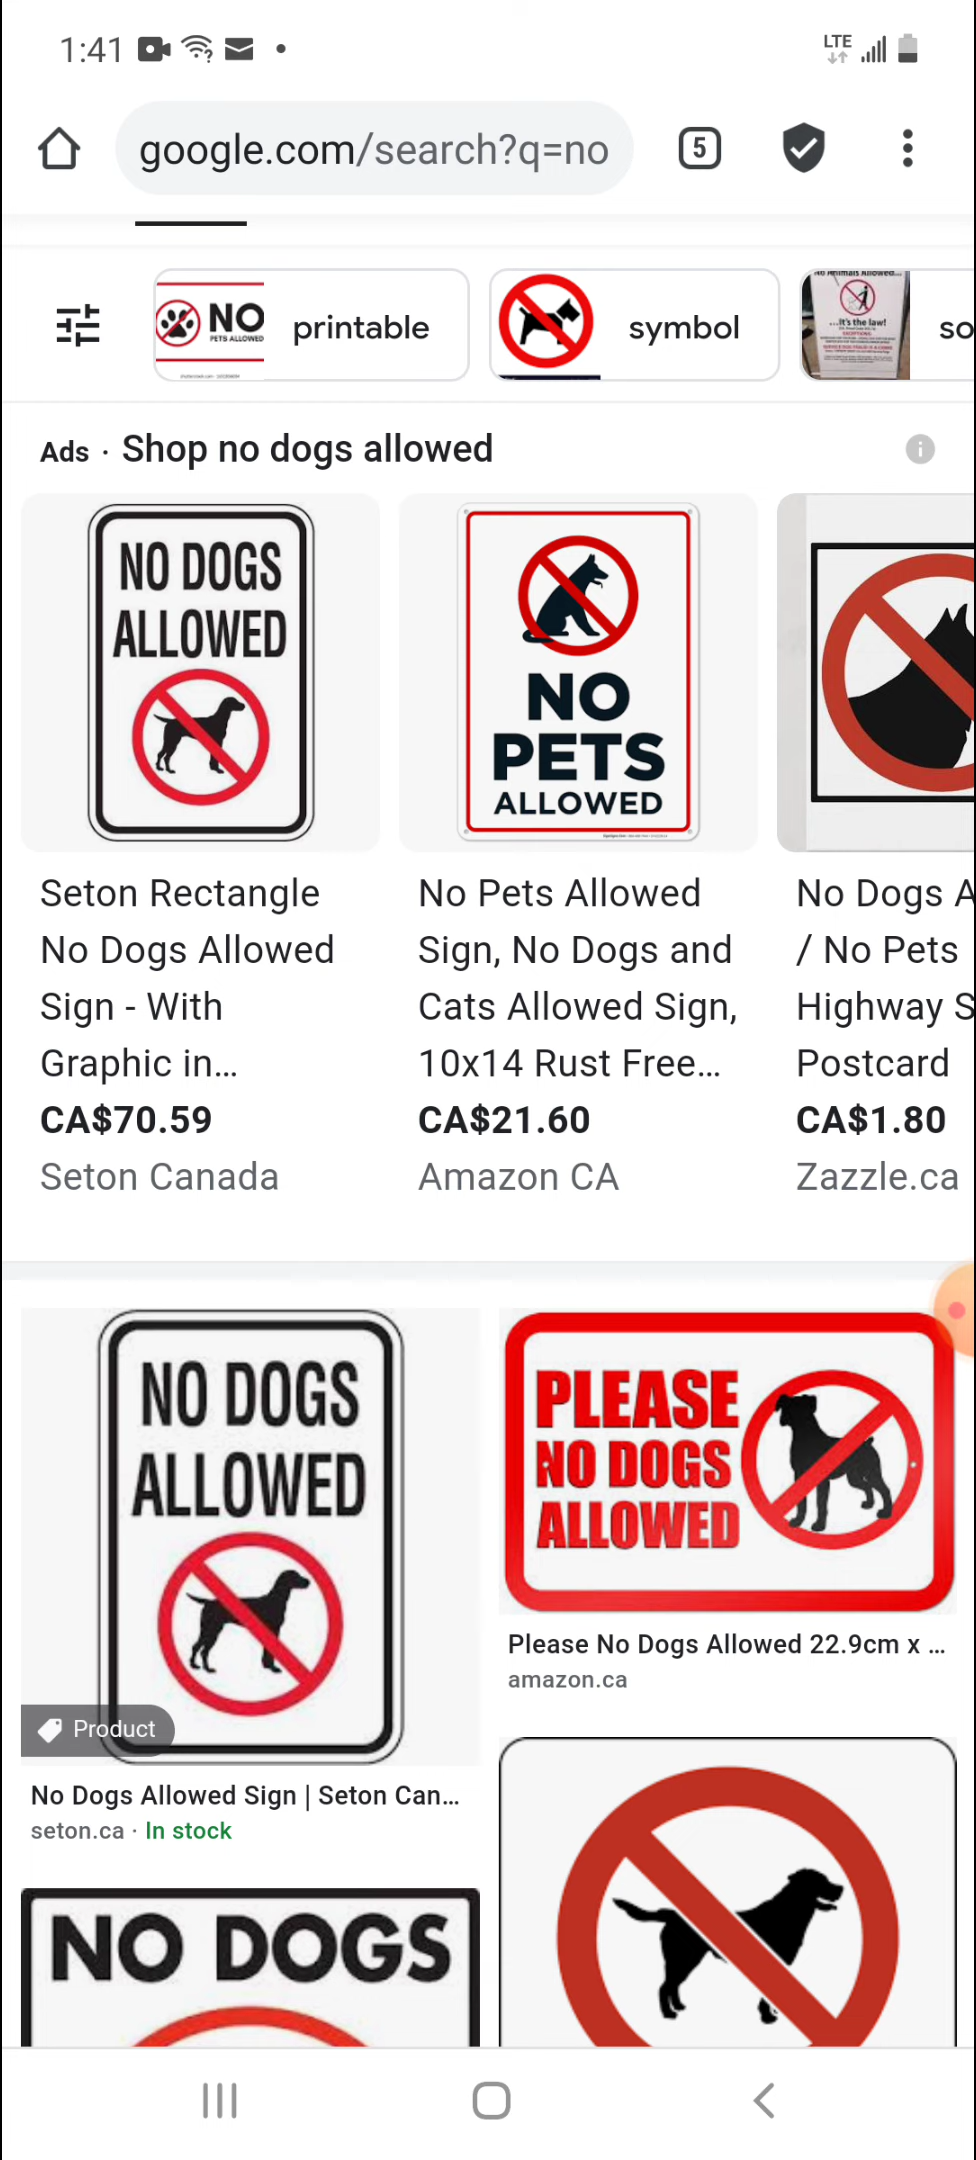 1:41
LTE
google.com/search?q=no
5
NO
PETS ALLOWED
printable
symbol
No Animals Allowed...
...It's the law!
so
Ads · Shop no dogs allowed
NO DOGS
ALLOWED
NO
PETS
ALLOWED
Seton Rectangle
No Dogs Allowed
Sign - With
Graphic in...
CA$70.59
Seton Canada
No Pets Allowed
Sign, No Dogs and
Cats Allowed Sign,
10x14 Rust Free...
CA$21.60
Amazon CA
No Dogs A
/ No Pets
Highway S
Postcard
CA$1.80
Zazzle.ca
NO DOGS
ALLOWED
Product
No Dogs Allowed Sign | Seton Can...
seton.ca · In stock
PLEASE
NO DOGS
ALLOWED
Please No Dogs Allowed 22.9cm x ...
amazon.ca
NO DOGS